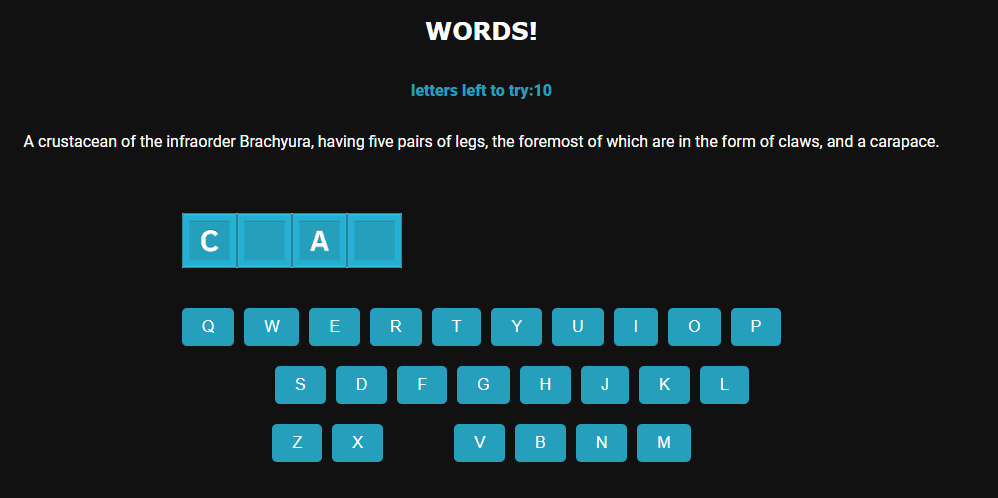 WORDS!
letters left to try:10
A crustacean of the infraorder Brachyura, having five pairs of legs, the foremost of which are in the form of claws, and a carapace.
C A
Q W E R T Y U I O P
S D F G H J K L
Z X V B N M